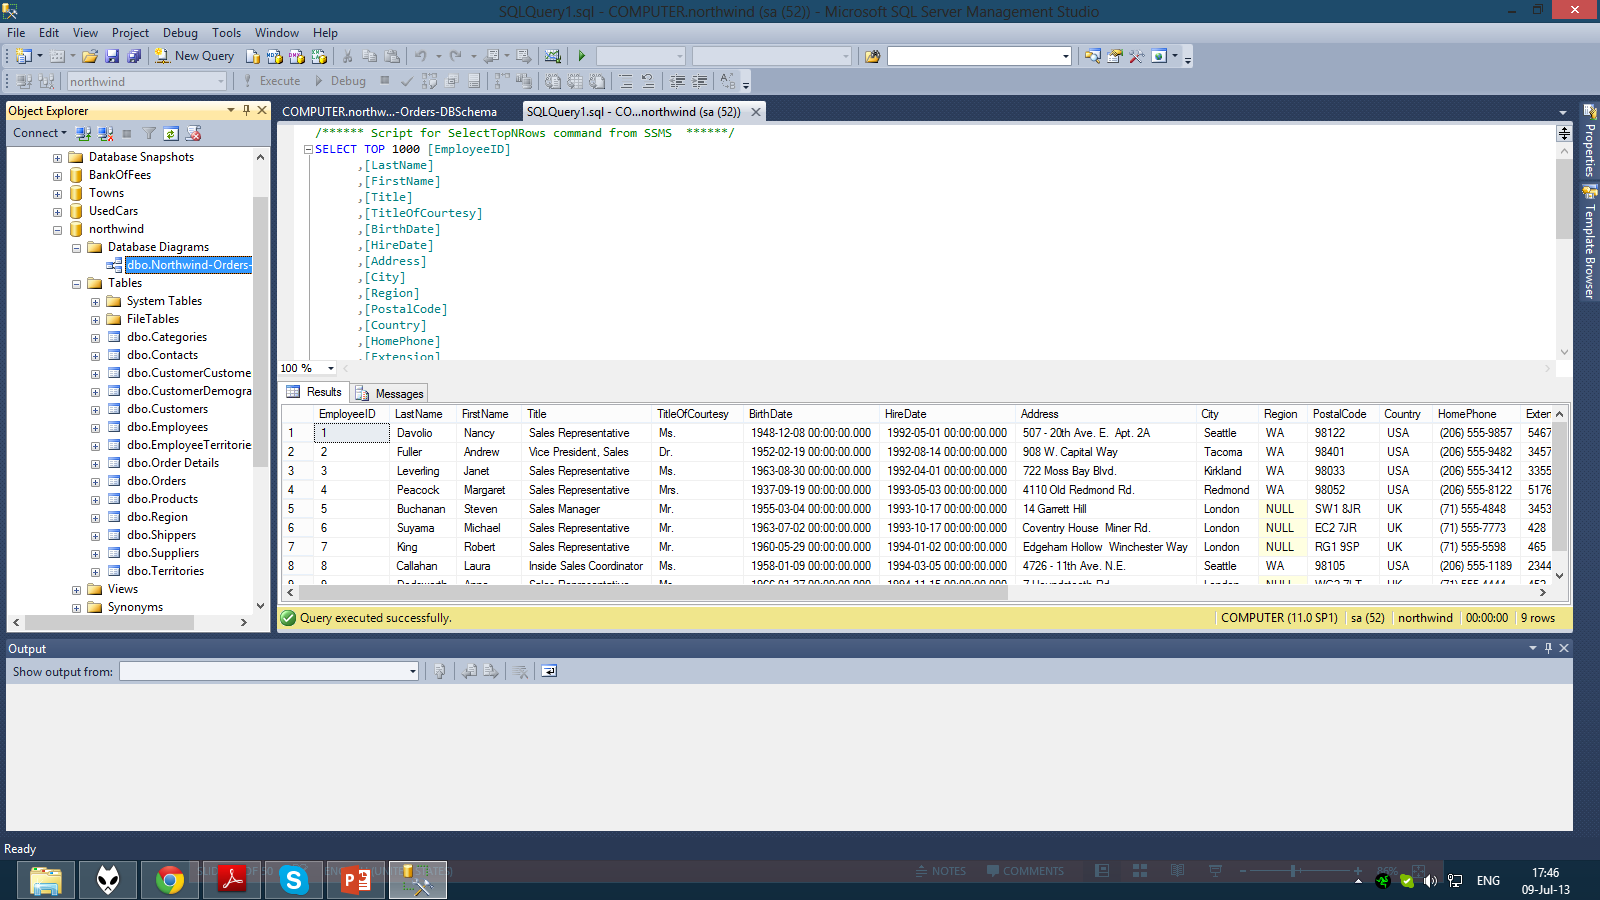 SQLQuery1.sql - COMPUTER.northwind (sa (52)) - Microsoft SQL Server Management Studio
File Edit View Project Debug Tools Window Help
New Query
northwind Execute Debug
Object Explorer
Connect
Database Snapshots
BankOfFees
Towns
UsedCars
northwind
Database Diagrams
dbo.Northwind-Orders-
Tables
System Tables
FileTables
dbo.Categories
dbo.Contacts
dbo.CustomerCustome
dbo.CustomerDemogra
dbo.Customers
dbo.Employees
dbo.EmployeeTerritorie
dbo.Order Details
dbo.Orders
dbo.Products
dbo.Region
dbo.Shippers
dbo.Suppliers
dbo.Territories
Views
Synonyms
COMPUTER.northw...-Orders-DBSchema SQLQuery1.sql - CO...northwind (sa (52))
/****** Script for SelectTopNRows command from SSMS ******/
SELECT TOP 1000 [EmployeeID]
,[LastName]
,[FirstName]
,[Title]
,[TitleOfCourtesy]
,[BirthDate]
,[HireDate]
,[Address]
,[City]
,[Region]
,[PostalCode]
,[Country]
,[HomePhone]
,[Extension]
100 %
Properties
Template Browser
Results Messages
EmployeeID LastName FirstName Title TitleOfCourtesy BirthDate HireDate Address City Region PostalCode Country HomePhone Exten
1 1 Davolio Nancy Sales Representative Ms. 1948-12-08 00:00:00.000 1992-05-01 00:00:00.000 507 - 20th Ave. E. Apt. 2A Seattle WA 98122 USA (206) 555-9857 5467
2 2 Fuller Andrew Vice President, Sales Dr. 1952-02-19 00:00:00.000 1992-08-14 00:00:00.000 908 W. Capital Way Tacoma WA 98401 USA (206) 555-9482 3457
3 3 Leverling Janet Sales Representative Ms. 1963-08-30 00:00:00.000 1992-04-01 00:00:00.000 722 Moss Bay Blvd. Kirkland WA 98033 USA (206) 555-3412 3355
4 4 Peacock Margaret Sales Representative Mrs. 1937-09-19 00:00:00.000 1993-05-03 00:00:00.000 4110 Old Redmond Rd. Redmond WA 98052 USA (206) 555-8122 5176
5 5 Buchanan Steven Sales Manager Mr. 1955-03-04 00:00:00.000 1993-10-17 00:00:00.000 14 Garrett Hill London NULL SW1 8JR UK (71) 555-4848 3453
6 6 Suyama Michael Sales Representative Mr. 1963-07-02 00:00:00.000 1993-10-17 00:00:00.000 Coventry House Miner Rd. London NULL EC2 7JR UK (71) 555-7773 428
7 7 King Robert Sales Representative Mr. 1960-05-29 00:00:00.000 1994-01-02 00:00:00.000 Edgeham Hollow Winchester Way London NULL RG1 9SP UK (71) 555-5598 465
8 8 Callahan Laura Inside Sales Coordinator Ms. 1958-01-09 00:00:00.000 1994-03-05 00:00:00.000 4726 - 11th Ave. N.E. Seattle WA 98105 USA (206) 555-1189 2344
Query executed successfully. COMPUTER (11.0 SP1) sa (52) northwind 00:00:00 9 rows
Output
Show output from:
Ready
NOTES COMMENTS
ENG
17:46
09-Jul-13